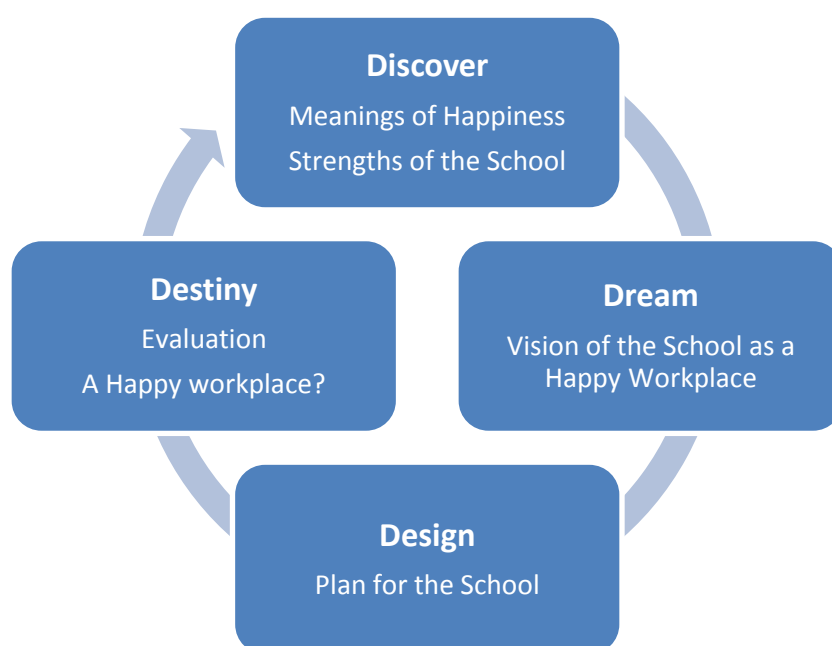 Discover
Meanings of Happiness
Strengths of the School
Destiny
Evaluation
A Happy workplace?
Dream
Vision of the School as a
Happy Workplace
Design
Plan for the School